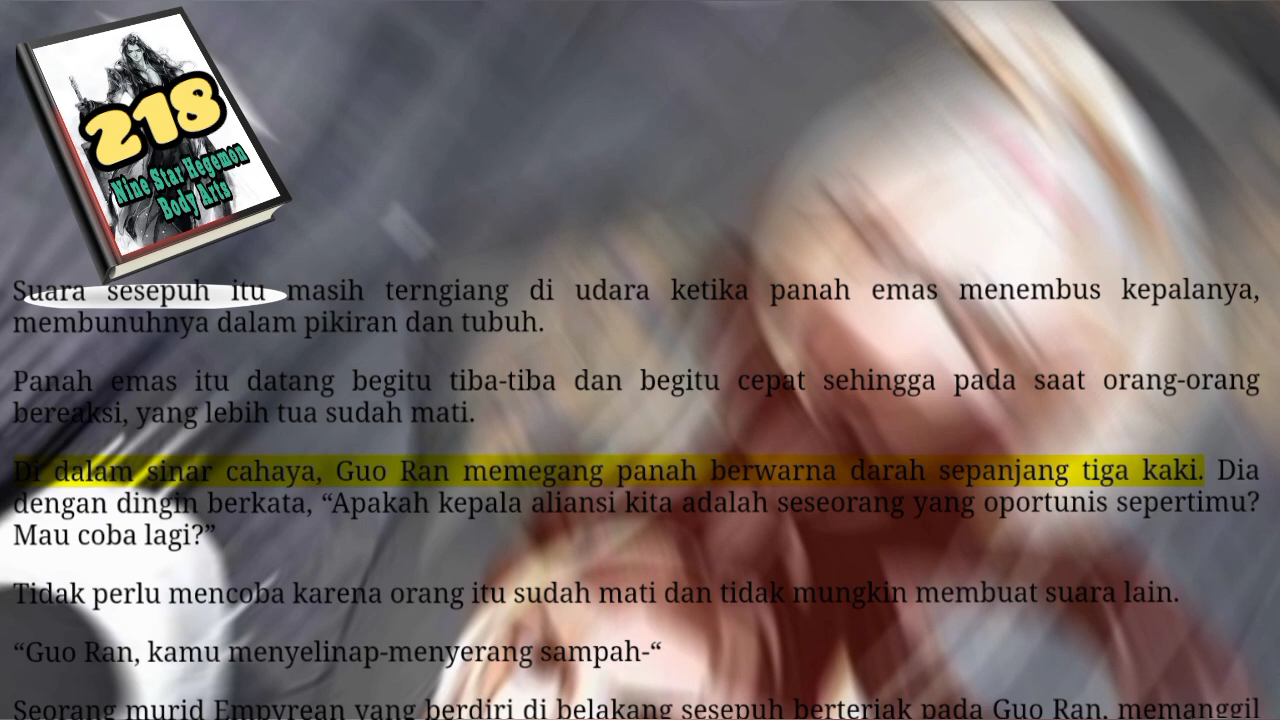 218
Nine Star Hegemon
Body Arts
Suara sesepuh itu masih terngiang di udara ketika panah emas menembus kepalanya,
membunuhnya dalam pikiran dan tubuh.
Panah emas itu datang begitu tiba-tiba dan begitu cepat sehingga pada saat orang-orang
bereaksi, yang lebih tua sudah mati.
Di dalam sinar cahaya, Guo Ran memegang panah berwarna darah sepanjang tiga kaki. Dia
dengan dingin berkata, “Apakah kepala aliansi kita adalah seseorang yang oportunis sepertimu?
Mau coba lagi?”
Tidak perlu mencoba karena orang itu sudah mati dan tidak mungkin membuat suara lain.
“Guo Ran, kamu menyelinap-menyerang sampah-“
Seorang murid Empyrean yang berdiri di belakang sesepuh berteriak pada Guo Ran, memanggil